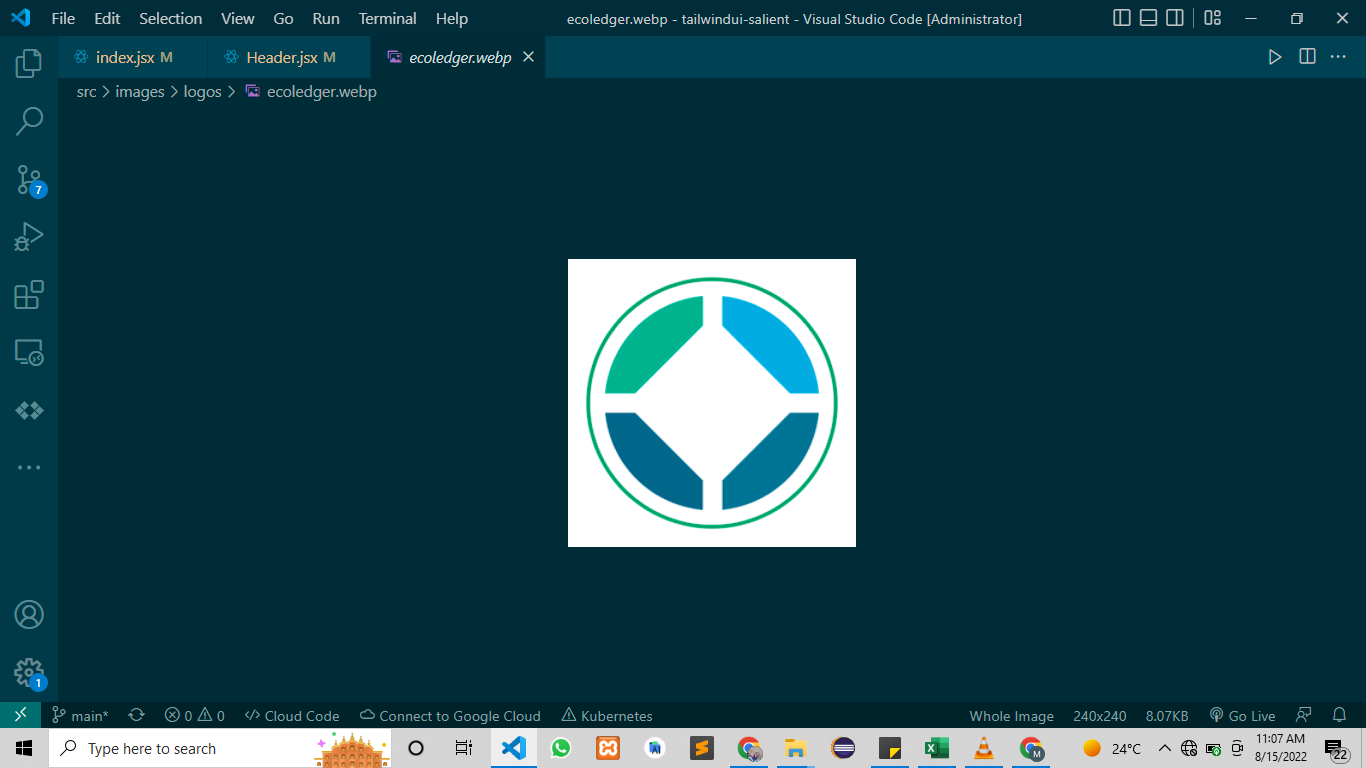 File Edit Selection View Go Run Terminal Help ecoledger.webp - tailwindui-salient - Visual Studio Code [Administrator]
index.jsx M Header.jsx M ecoledger.webp
src > images > logos > ecoledger.webp
7
1
main* 0 0 Cloud Code Connect to Google Cloud Kubernetes Whole Image 240x240 8.07KB Go Live
Type here to search M 24°C 11:07 AM
8/15/2022 22